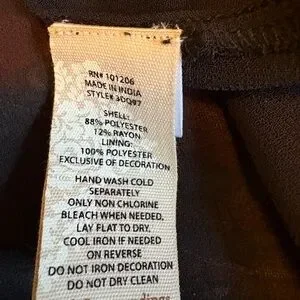 RN# 101206
MADE IN INDIA
STYLE# 3DQ97
SHELL:
88% POLYESTER
12% RAYON
LINING:
100% POLYESTER
EXCLUSIVE OF DECORATION
HAND WASH COLD
SEPARATELY
ONLY NON CHLORINE
BLEACH WHEN NEEDED.
LAY FLAT TO DRY.
COOL IRON IF NEEDED
ON REVERSE
DO NOT IRON DECORATION
DO NOT DRY CLEAN